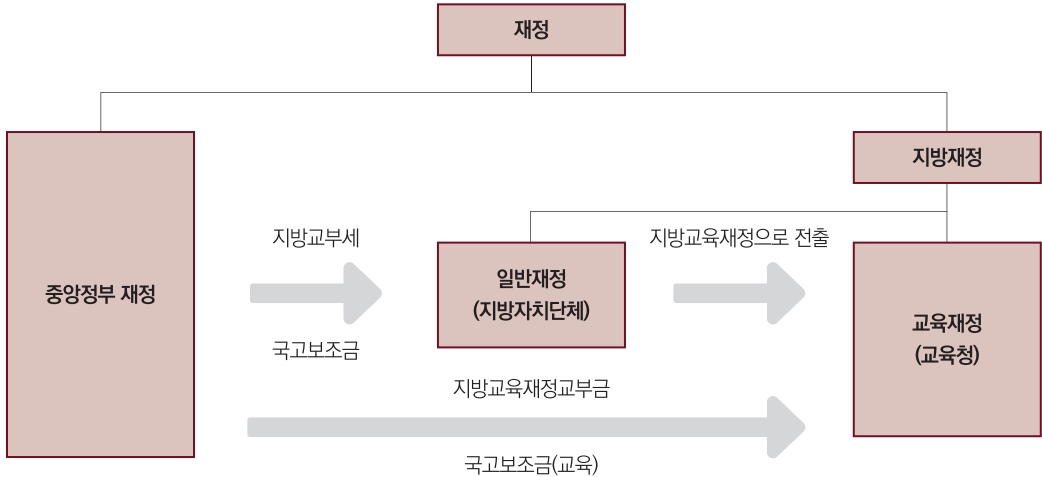 재정
지방재정
지방교부세
지방교육재정으로 전출
중앙정부 재정
일반재정
(지방자치단체)
국고보조금
교육재정
(교육청)
지방교육재정교부금
국고보조금(교육)